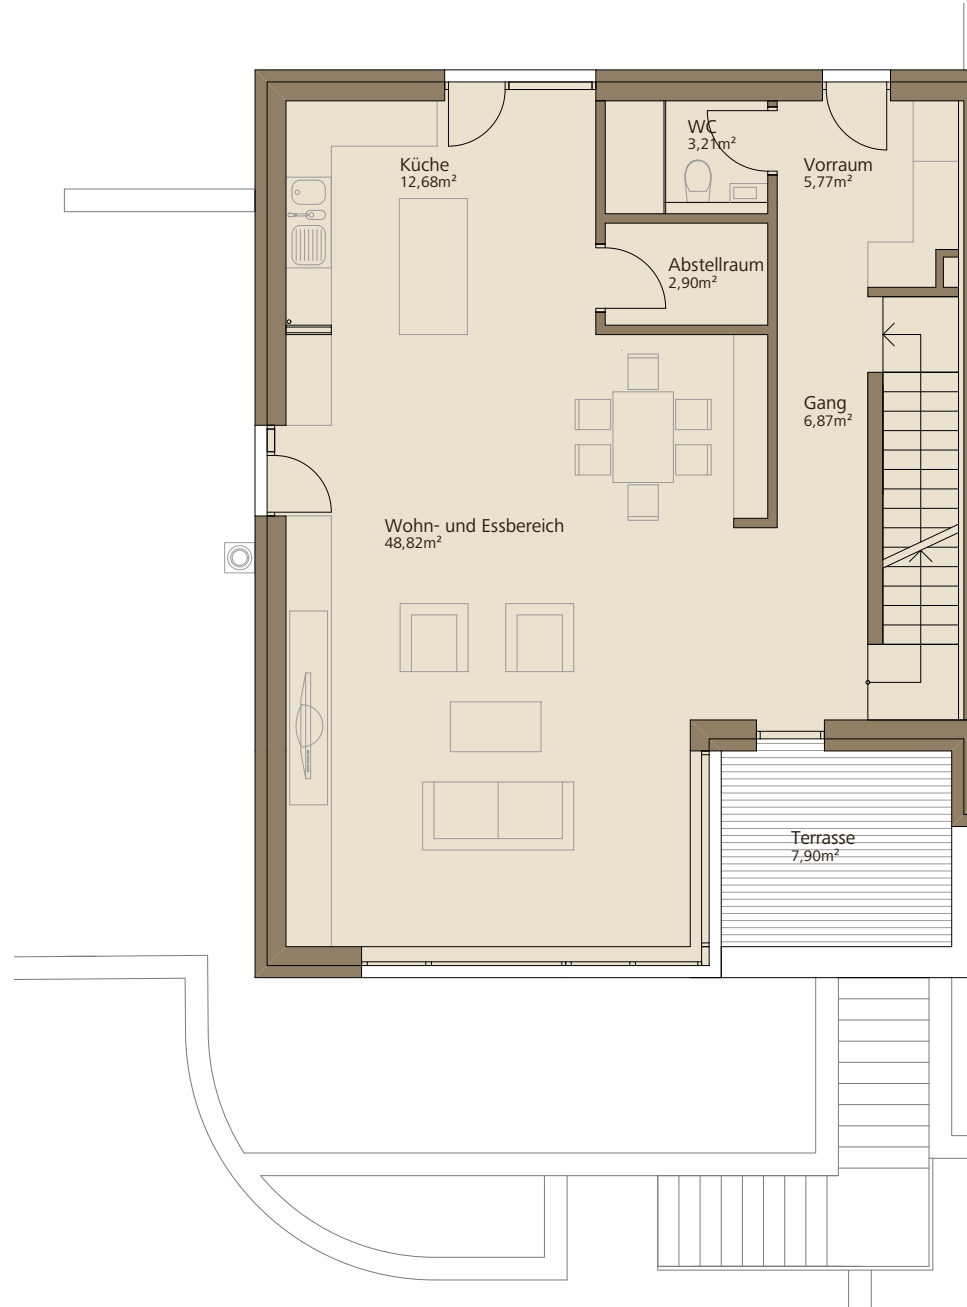 WC
3,21m²
Küche
12,68m²
Vorraum
5,77m²
Abstellraum
2,90m²
Gang
6,87m²
Wohn- und Essbereich
48,82m²
Terrasse
7,90m²